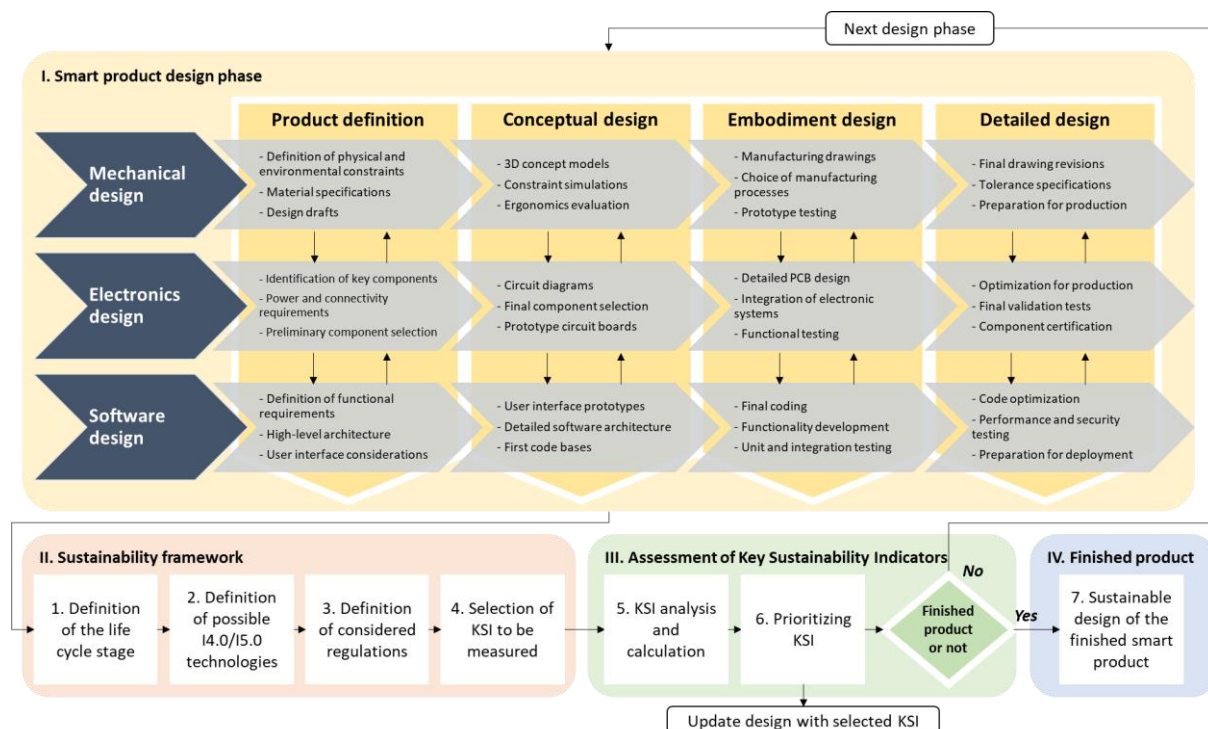 Next design phase
I. Smart product design phase
Product definition
Conceptual design
Embodiment design
Detailed design
Mechanical
design
- Definition of physical and
environmental constraints
- Material specifications
- Design drafts
- 3D concept models
- Constraint simulations
- Ergonomics evaluation
- Manufacturing drawings
- Choice of manufacturing
processes
- Prototype testing
- Final drawing revisions
- Tolerance specifications
- Preparation for production
Electronics
design
- Identification of key components
- Power and connectivity
requirements
- Preliminary component selection
- Circuit diagrams
- Final component selection
- Prototype circuit boards
- Detailed PCB design
- Integration of electronic
systems
- Functional testing
- Optimization for production
- Final validation tests
- Component certification
Software
design
- Definition of functional
requirements
- High-level architecture
- User interface considerations
- User interface prototypes
- Detailed software architecture
- First code bases
- Final coding
- Functionality development
- Unit and integration testing
- Code optimization
- Performance and security
testing
- Preparation for deployment
II. Sustainability framework
1. Definition
of the life
cycle stage
2. Definition
of possible
I4.0/I5.0
technologies
3. Definition
of considered
regulations
4. Selection of
KSI to be
measured
III. Assessment of Key Sustainability Indicators
5. KSI analysis
and
calculation
6. Prioritizing
KSI
Finished
product
or not
No
Yes
IV. Finished product
7. Sustainable
design of the
finished smart
product
Update design with selected KSI